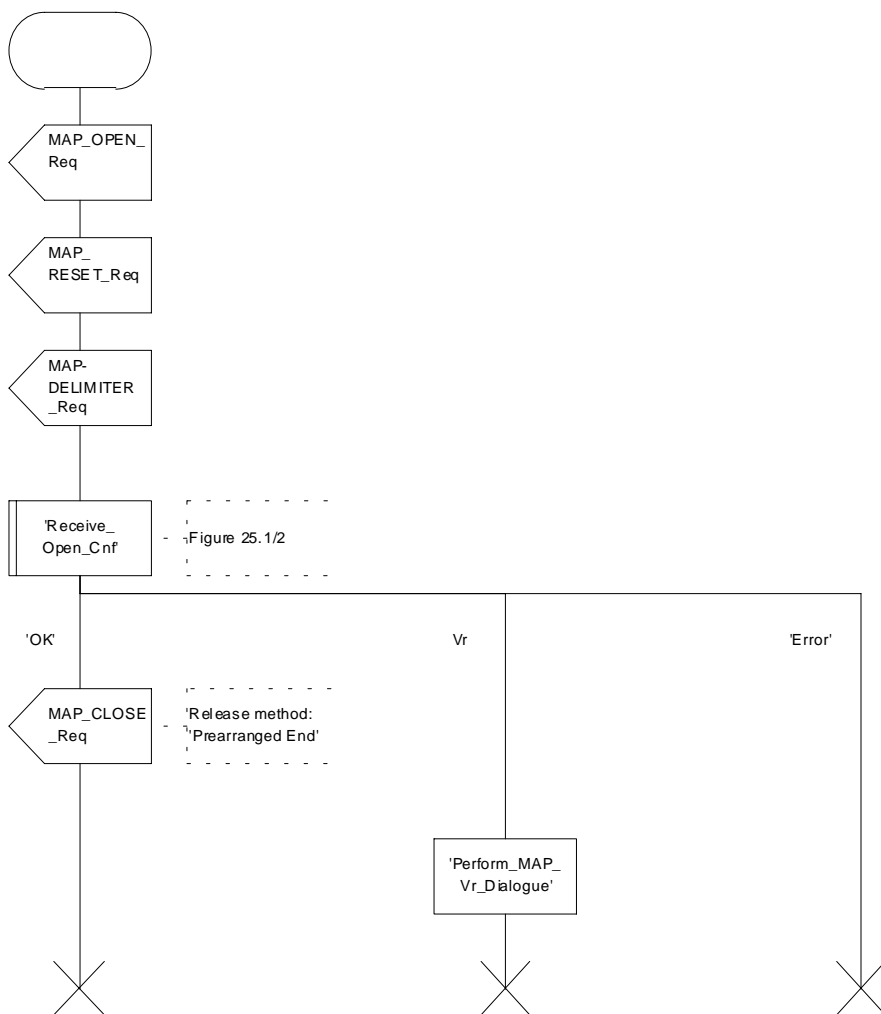 MAP_OPEN_
Req
MAP_
RESET_Req
MAP-
DELIMITER
_Req
'Receive_
Open_Cnf'
Figure 25.1/2
'OK'
Vr
'Error'
MAP_CLOSE
_Req
Release method:
'Prearranged End'
'Perform_MAP_
Vr_Dialogue'